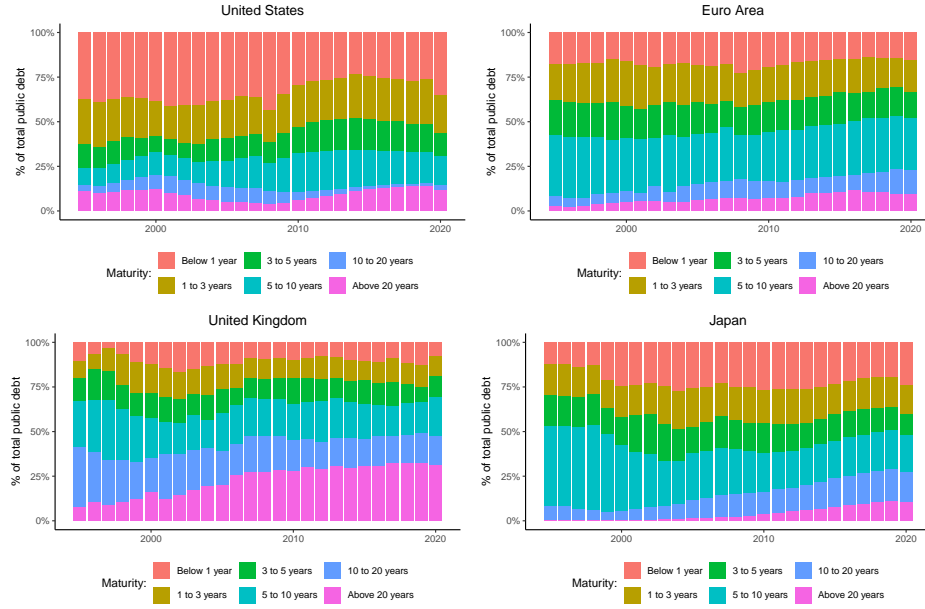 United States
% of total public debt
100%
75%
50%
25%
0%
2000
2010
2020
Maturity:
Below 1 year
3 to 5 years
10 to 20 years
1 to 3 years
5 to 10 years
Above 20 years
Euro Area
% of total public debt
100%
75%
50%
25%
0%
2000
2010
2020
Maturity:
Below 1 year
3 to 5 years
10 to 20 years
1 to 3 years
5 to 10 years
Above 20 years
United Kingdom
% of total public debt
100%
75%
50%
25%
0%
2000
2010
2020
Maturity:
Below 1 year
3 to 5 years
10 to 20 years
1 to 3 years
5 to 10 years
Above 20 years
Japan
% of total public debt
100%
75%
50%
25%
0%
2000
2010
2020
Maturity:
Below 1 year
3 to 5 years
10 to 20 years
1 to 3 years
5 to 10 years
Above 20 years